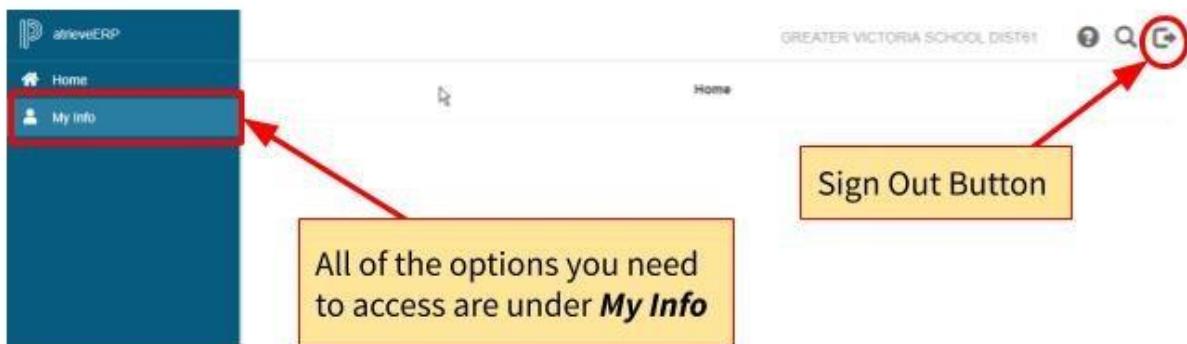 atrieveERP
GREATER VICTORIA SCHOOL DIST61
Home
Home
My Info
Sign Out Button
All of the options you need
to access are under My Info